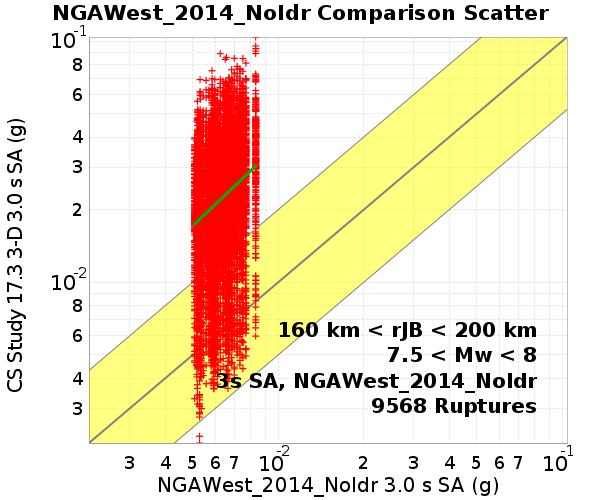 NGAWest_2014_NoIdr Comparison Scatter
CS Study 17.3 3-D 3.0 s SA (g)
10-1
8
6
4
3
2
10-2
8
6
4
3
160 km < rJB < 200 km
7.5 < Mw < 8
3s SA, NGAWest_2014_NoIdr
9568 Ruptures
3 4 5 6 7 10-2 2 3 4 5 6 7 10-1
NGAWest_2014_NoIdr 3.0 s SA (g)